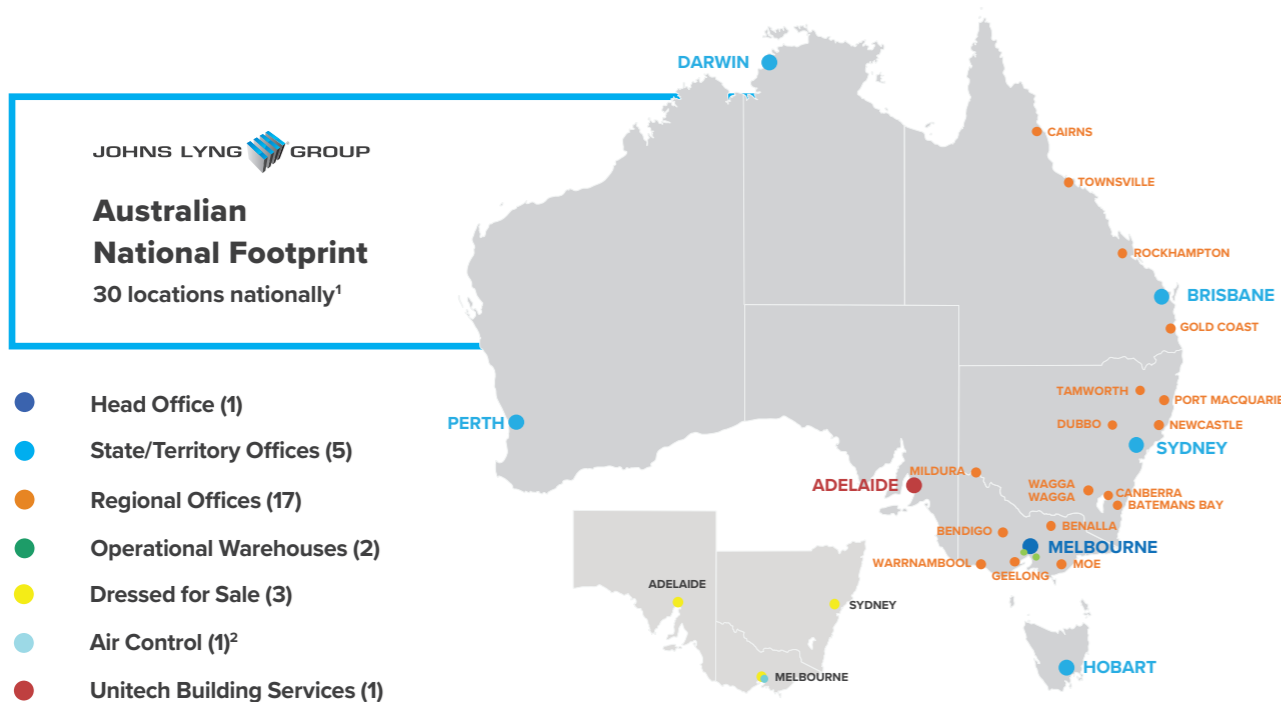 JOHNS LYNG GROUP
Australian
National Footprint
30 locations nationally¹
Head Office (1)
State/Territory Offices (5)
Regional Offices (17)
Operational Warehouses (2)
Dressed for Sale (3)
Air Control (1)²
Unitech Building Services (1)
DARWIN
CAIRNS
TOWNSVILLE
ROCKHAMPTON
BRISBANE
GOLD COAST
TAMWORTH
PORT MACQUARIE
PERTH
DUBBO
NEWCASTLE
SYDNEY
MILDURA
ADELAIDE
WAGGA
WAGGA
CANBERRA
BATEMANS BAY
BENDIGO
BENALLA
MELBOURNE
WARRNAMBOOL
GEELONG
MOE
ADELAIDE
SYDNEY
MELBOURNE
HOBART